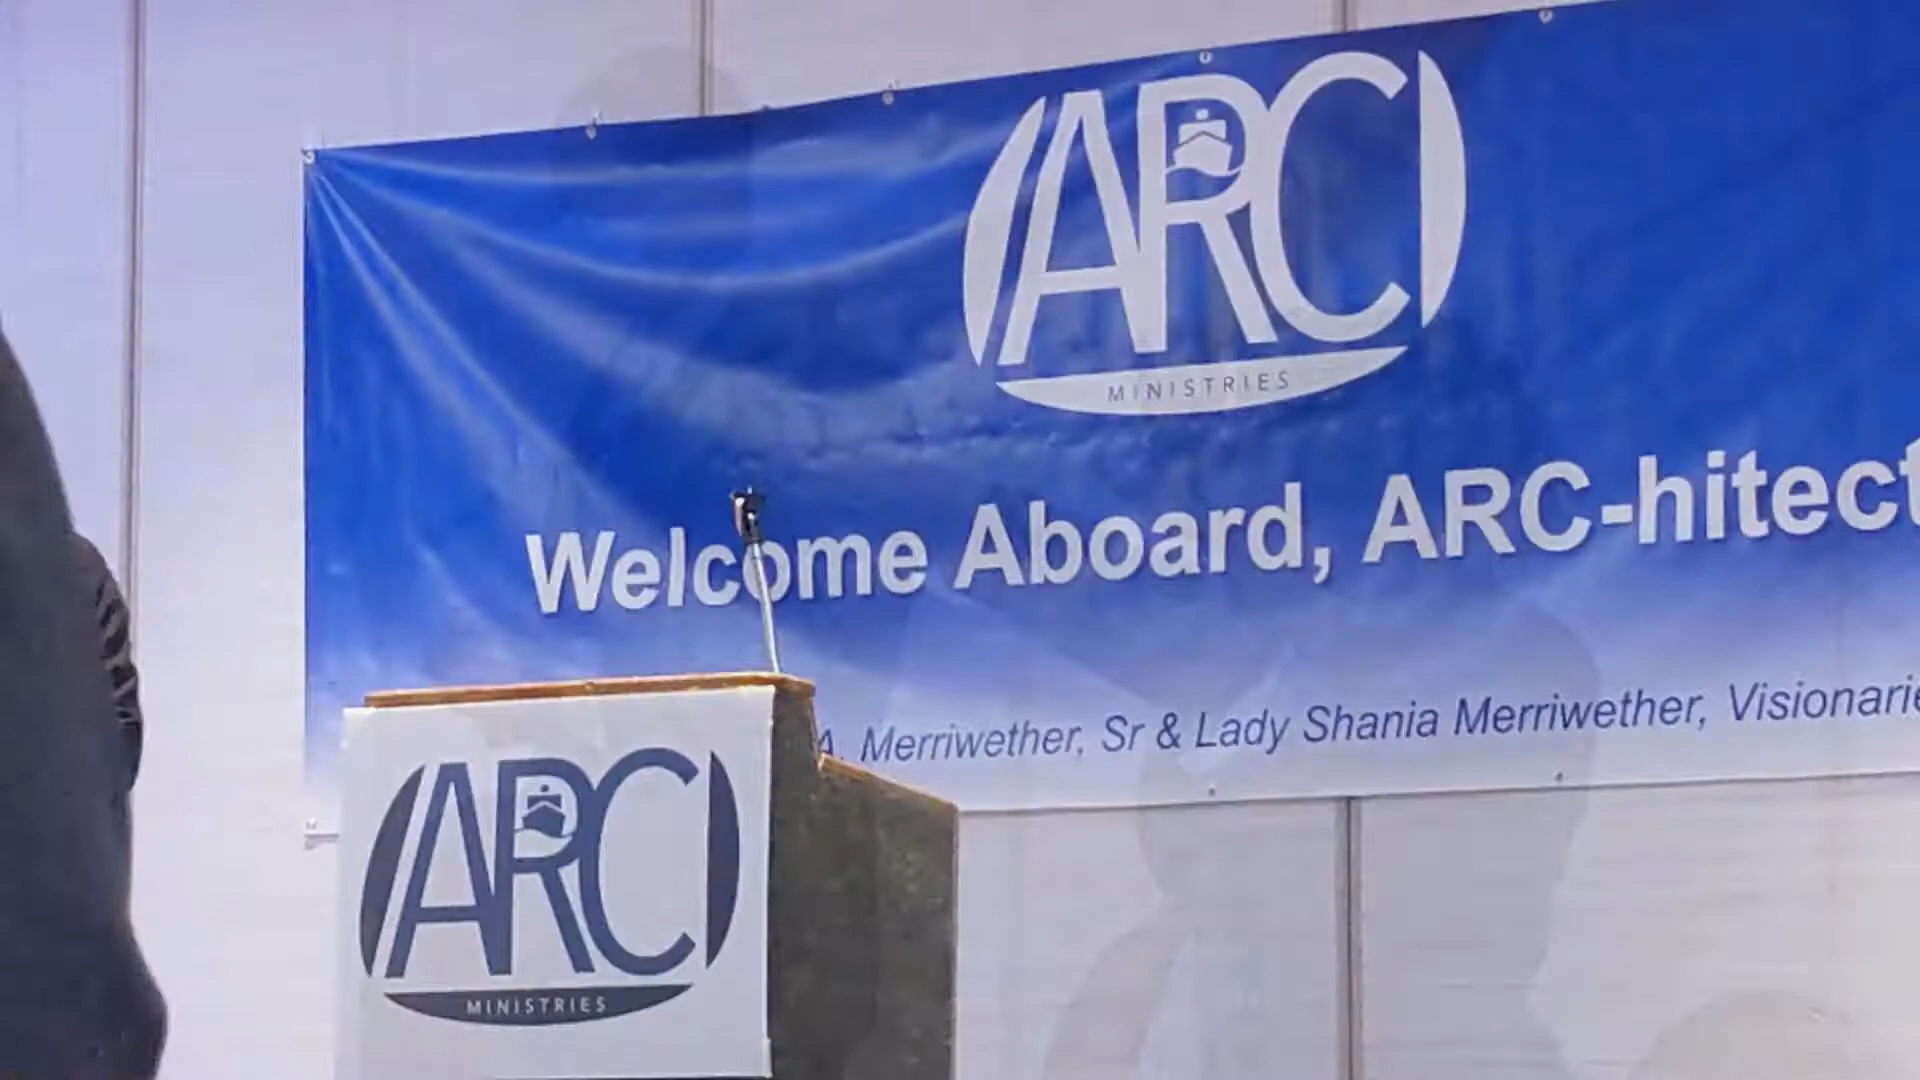 ARC
MINISTRIES
Welcome Aboard, ARC-hitect
A. Merriwether, Sr & Lady Shania Merriwether, Visionarie
ARC
MINISTRIES